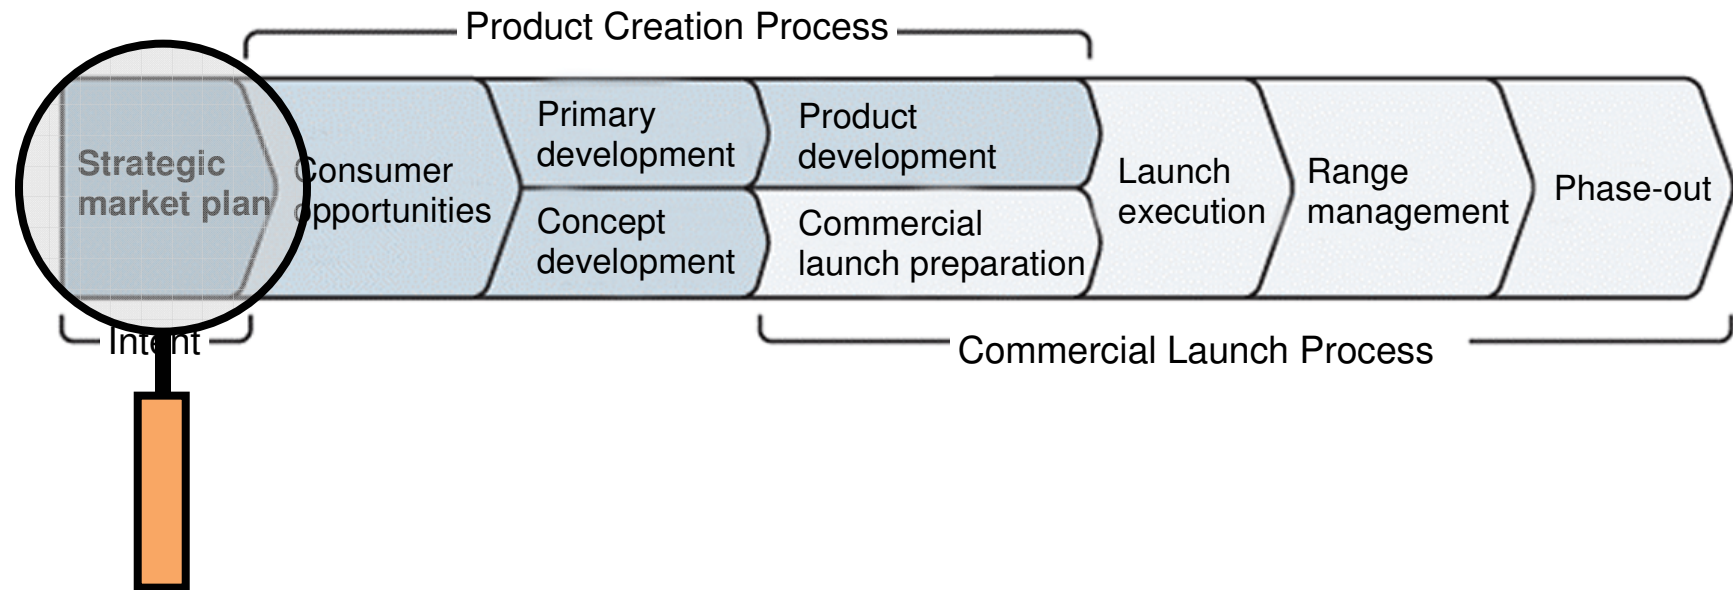 Product Creation Process
Strategic
market plan
Consumer
opportunities
Primary
development
Concept
development
Product
development
Commercial
launch preparation
Launch
execution
Range
management
Phase-out
Intent
Commercial Launch Process